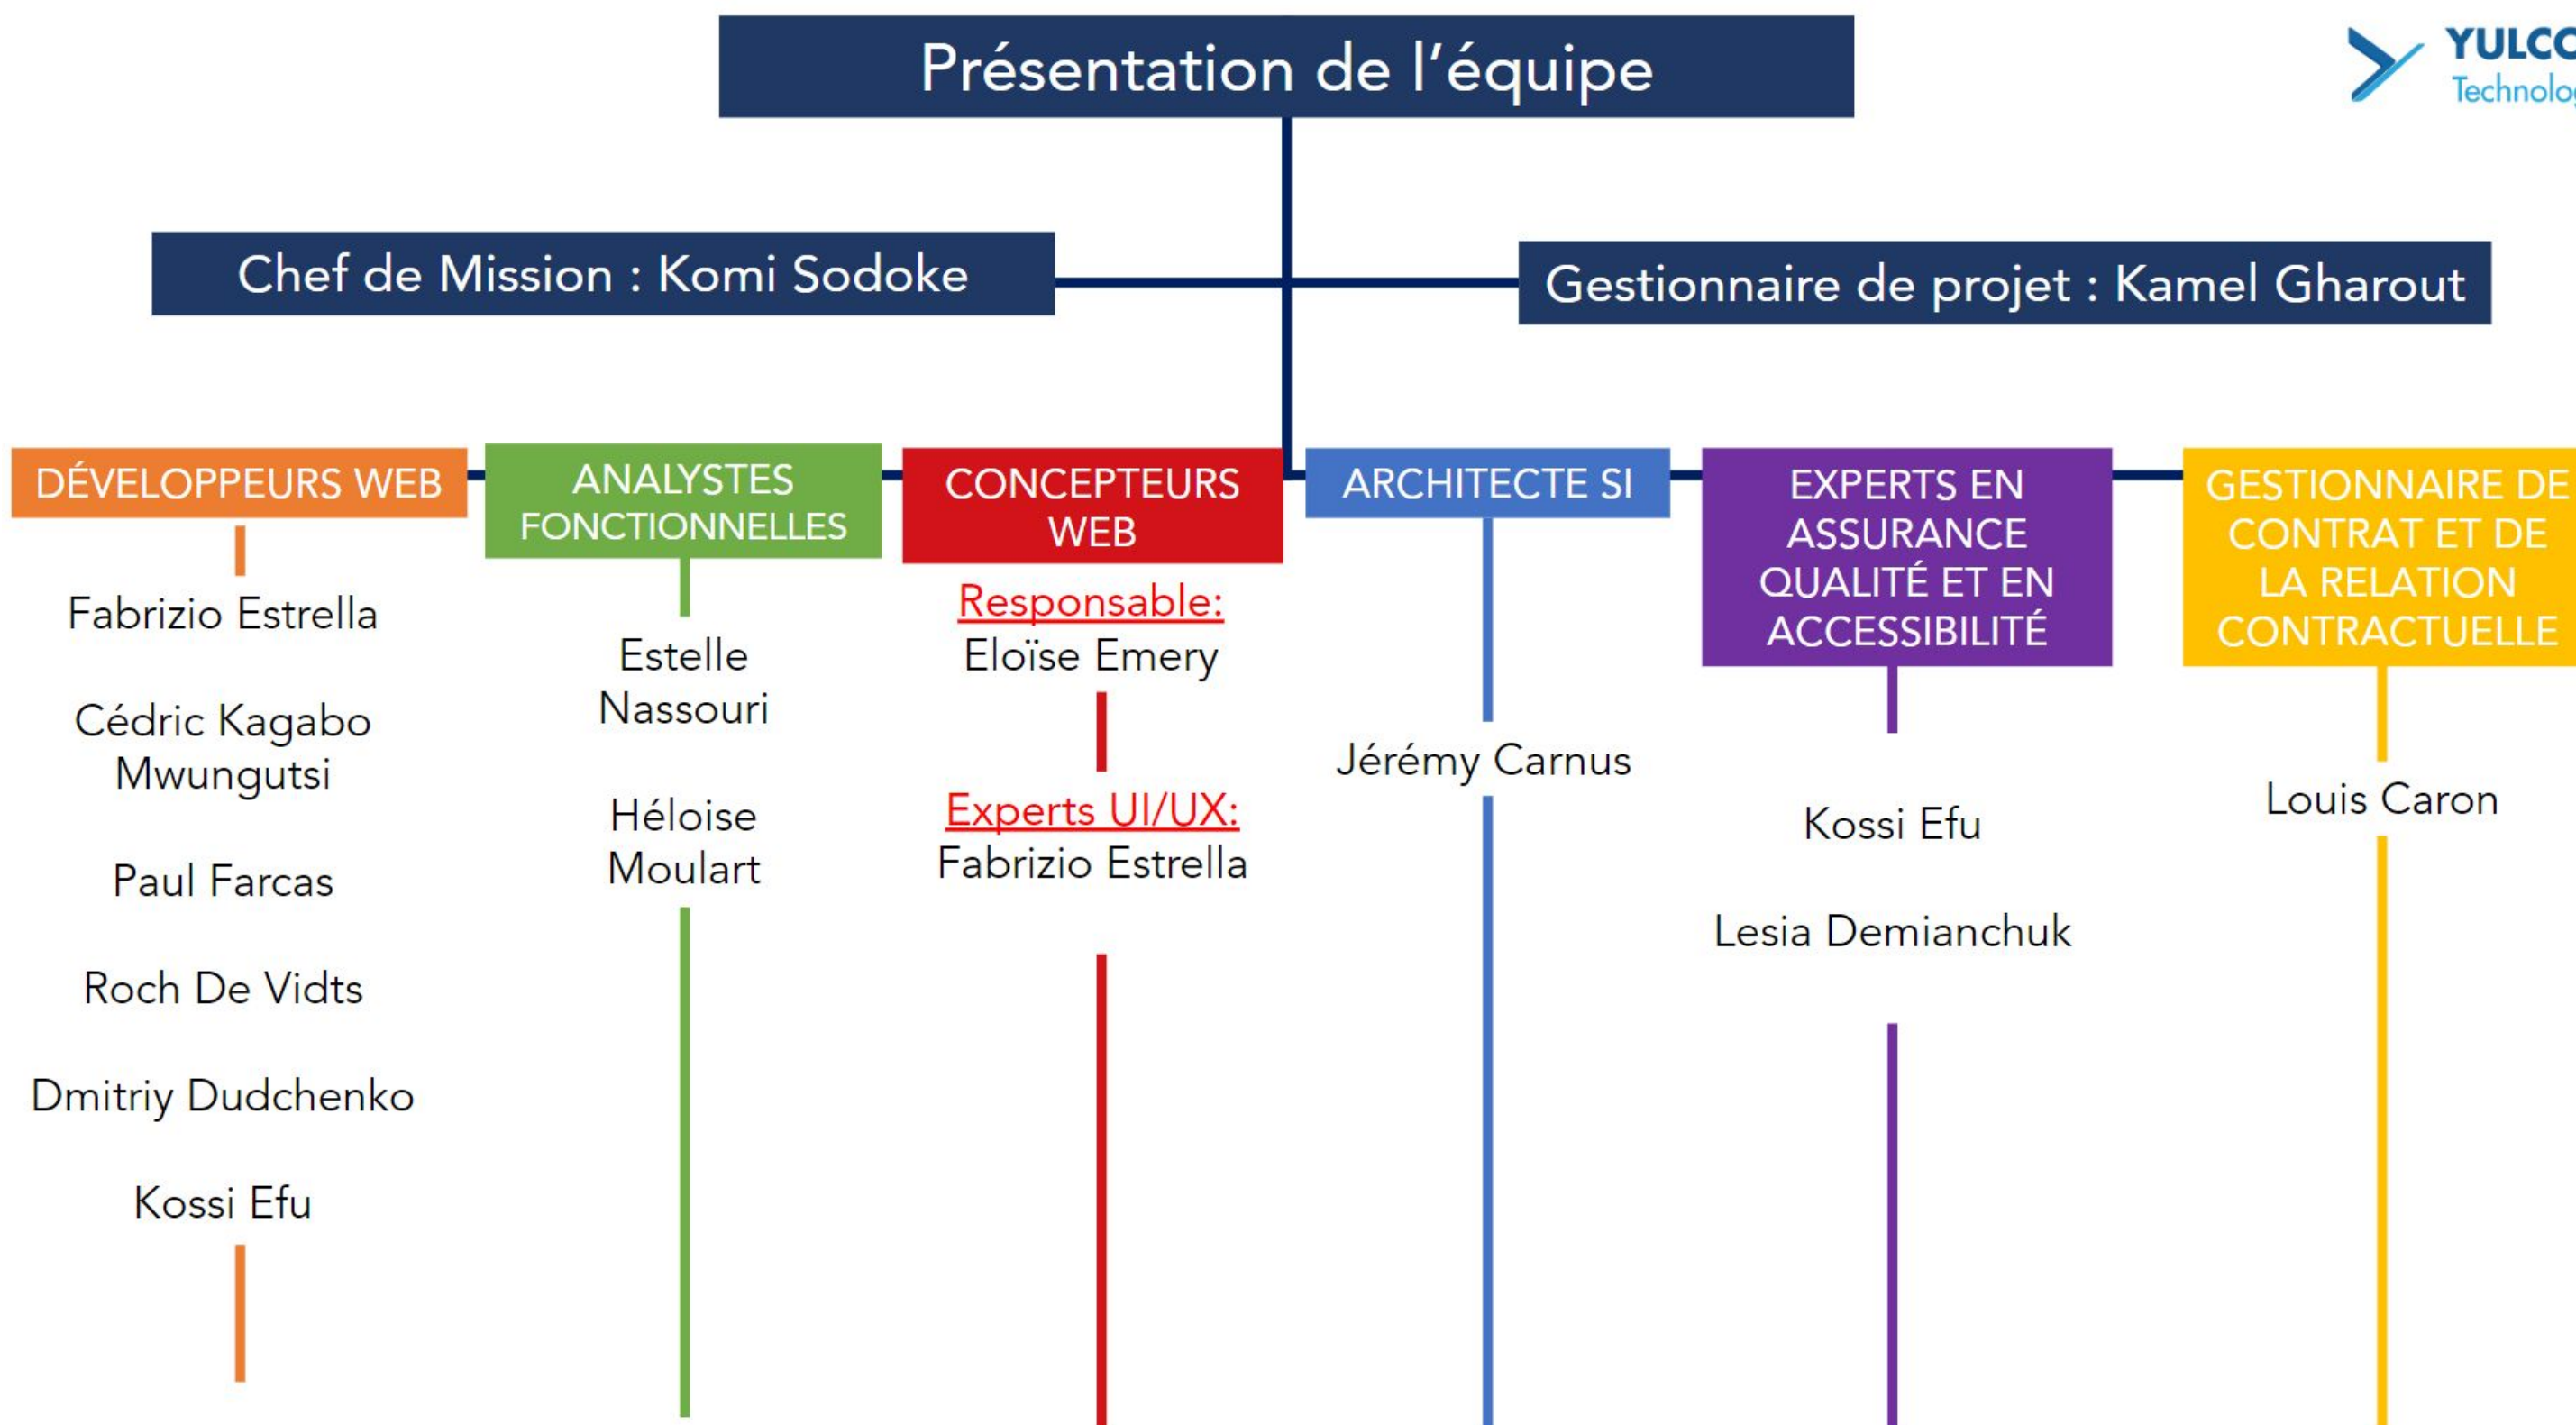 Présentation de l'équipe
Chef de Mission : Komi Sodoke
Gestionnaire de projet : Kamel Gharout
DÉVELOPPEURS WEB
Fabrizio Estrella
Cédric Kagabo
Mwungutsi
Paul Farcas
Roch De Vidts
Dmitriy Dudchenko
Kossi Efu
ANALYSTES
FONCTIONNELLES
Estelle
Nassouri
Héloise
Moulart
CONCEPTEURS
WEB
Responsable:
Eloïse Emery
Experts UI/UX:
Fabrizio Estrella
ARCHITECTE SI
Jérémy Carnus
EXPERTS EN
ASSURANCE
QUALITÉ ET EN
ACCESSIBILITÉ
Kossi Efu
Lesia Demianchuk
GESTIONNAIRE DE
CONTRAT ET DE
LA RELATION
CONTRACTUELLE
Louis Caron